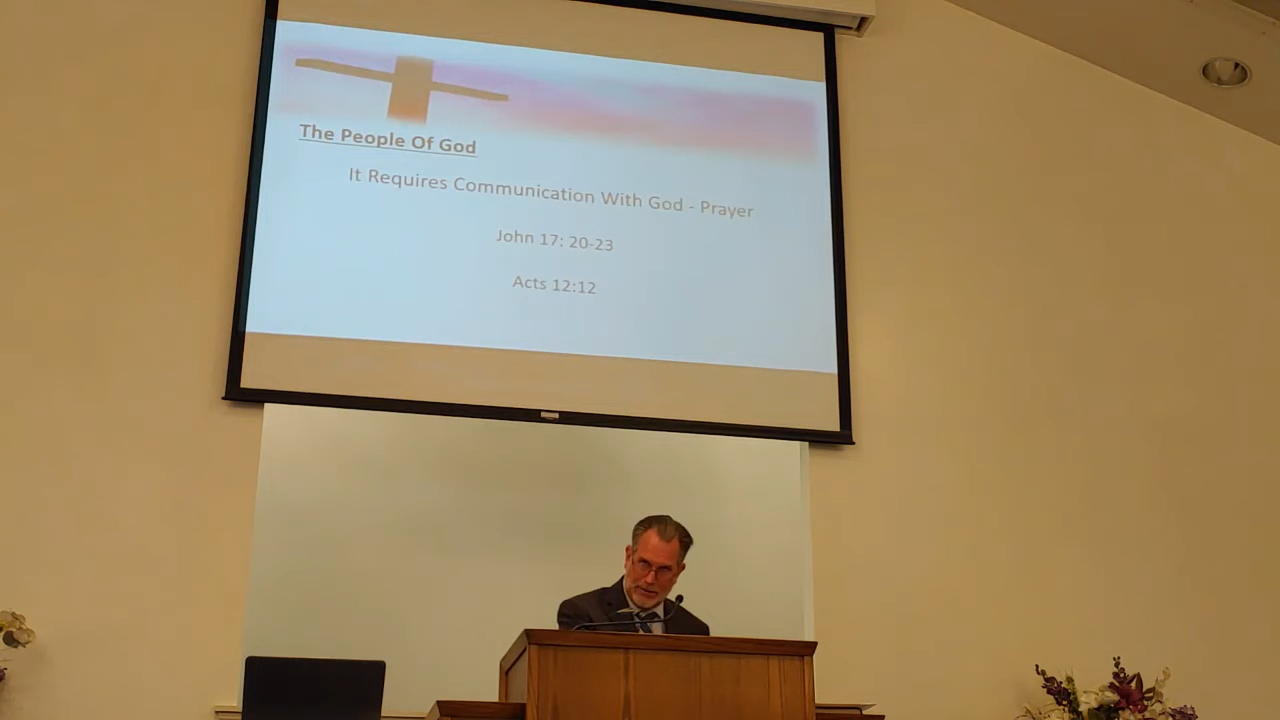 The People Of God
It Requires Communication With God - Prayer
John 17: 20-23
Acts 12:12